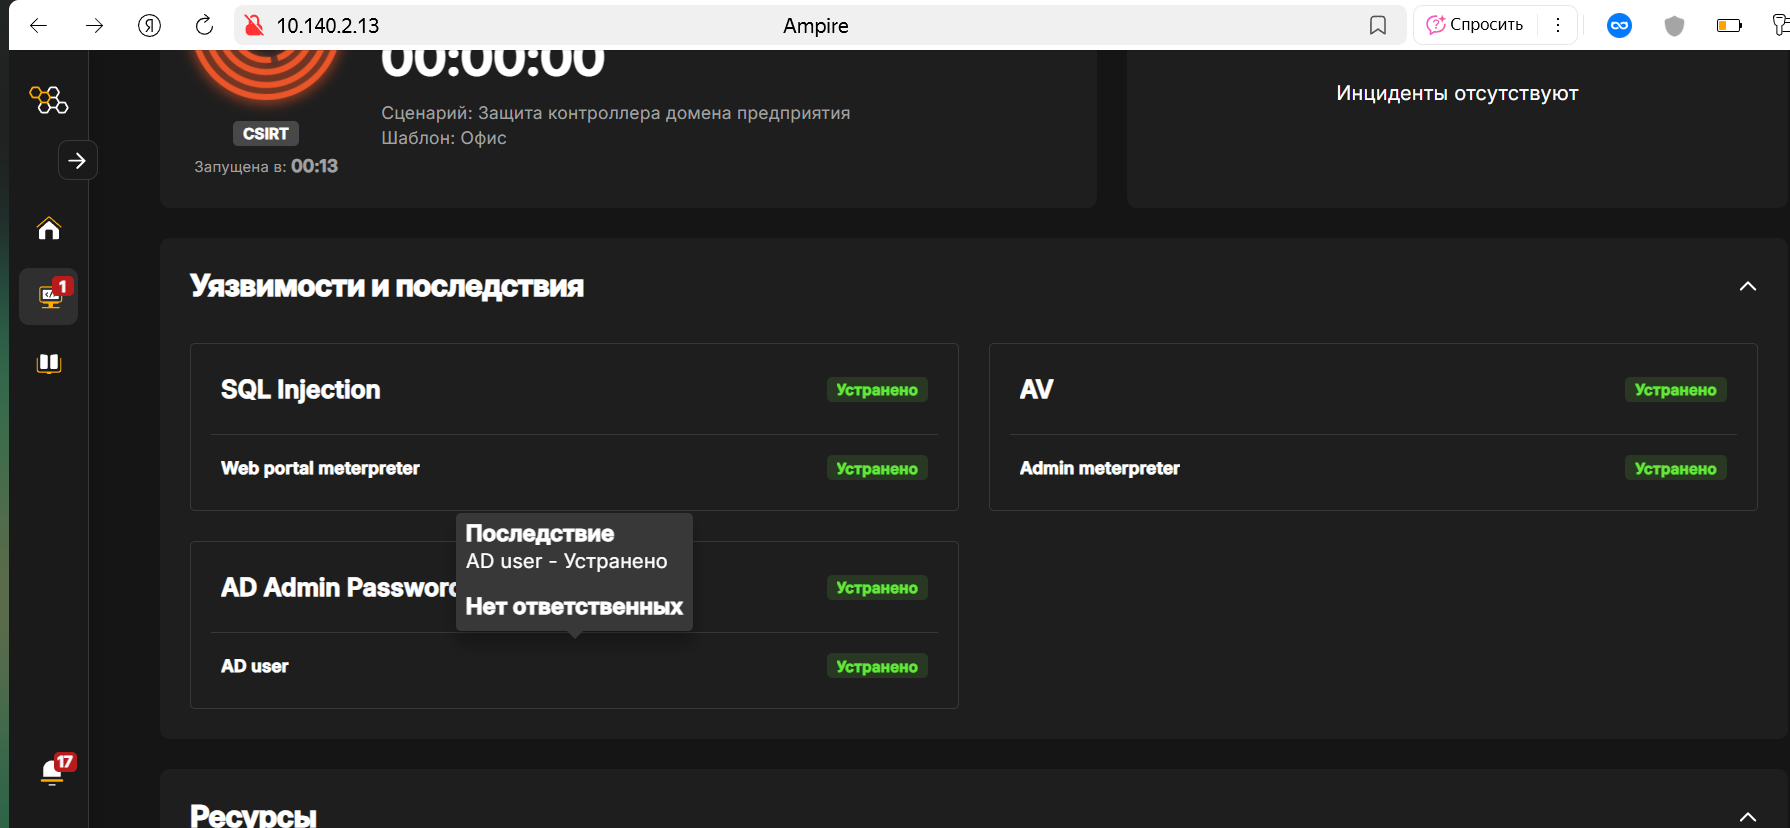 10.140.2.13
Ampire
Спросить
00:00:00
CSIRT
Запущена в: 00:13
Сценарий: Защита контроллера домена предприятия
Шаблон: Офис
Инциденты отсутствуют
1
17
Уязвимости и последствия
SQL Injection
Устранено
Web portal meterpreter
Устранено
AV
Устранено
Admin meterpreter
Устранено
Последствие
AD user - Устранено
Нет ответственных
AD Admin Password
Устранено
AD user
Устранено
Ресурсы